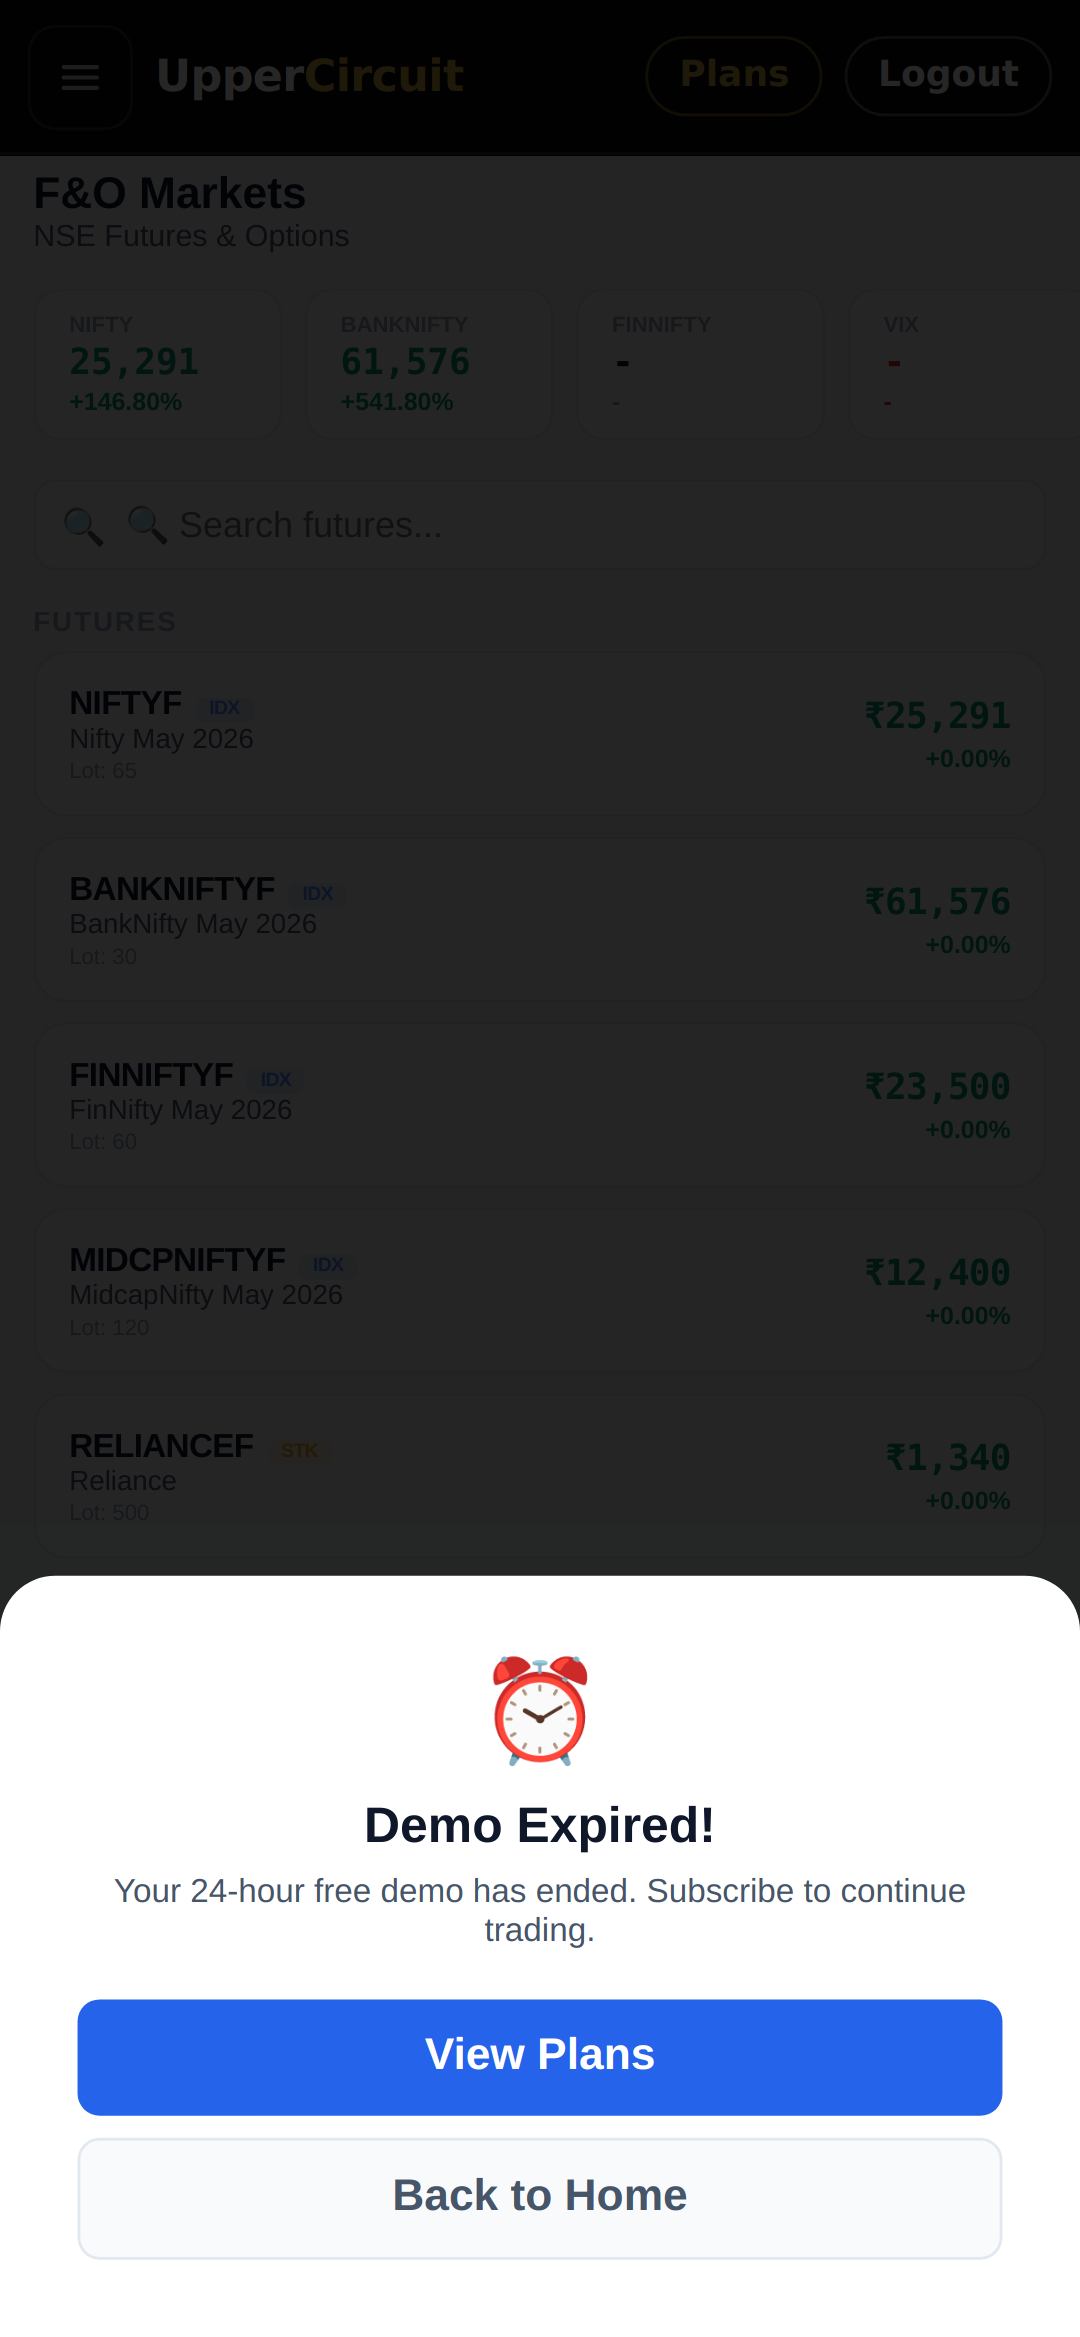 UpperCircuit
Plans
Logout
F&O Markets
NSE Futures & Options
NIFTY
25,291
+146.80%
BANKNIFTY
61,576
+541.80%
FINNIFTY
-
-
VIX
-
-
🔍 🔍 Search futures...
FUTURES
NIFTYF IDX
Nifty May 2026
Lot: 65
₹25,291
+0.00%
BANKNIFTYF IDX
BankNifty May 2026
Lot: 30
₹61,576
+0.00%
FINNIFTYF IDX
FinNifty May 2026
Lot: 60
₹23,500
+0.00%
MIDCPNIFTYF IDX
MidcapNifty May 2026
Lot: 120
₹12,400
+0.00%
RELIANCEF STK
Reliance
Lot: 500
₹1,340
+0.00%
Demo Expired!
Your 24-hour free demo has ended. Subscribe to continue
trading.
View Plans
Back to Home